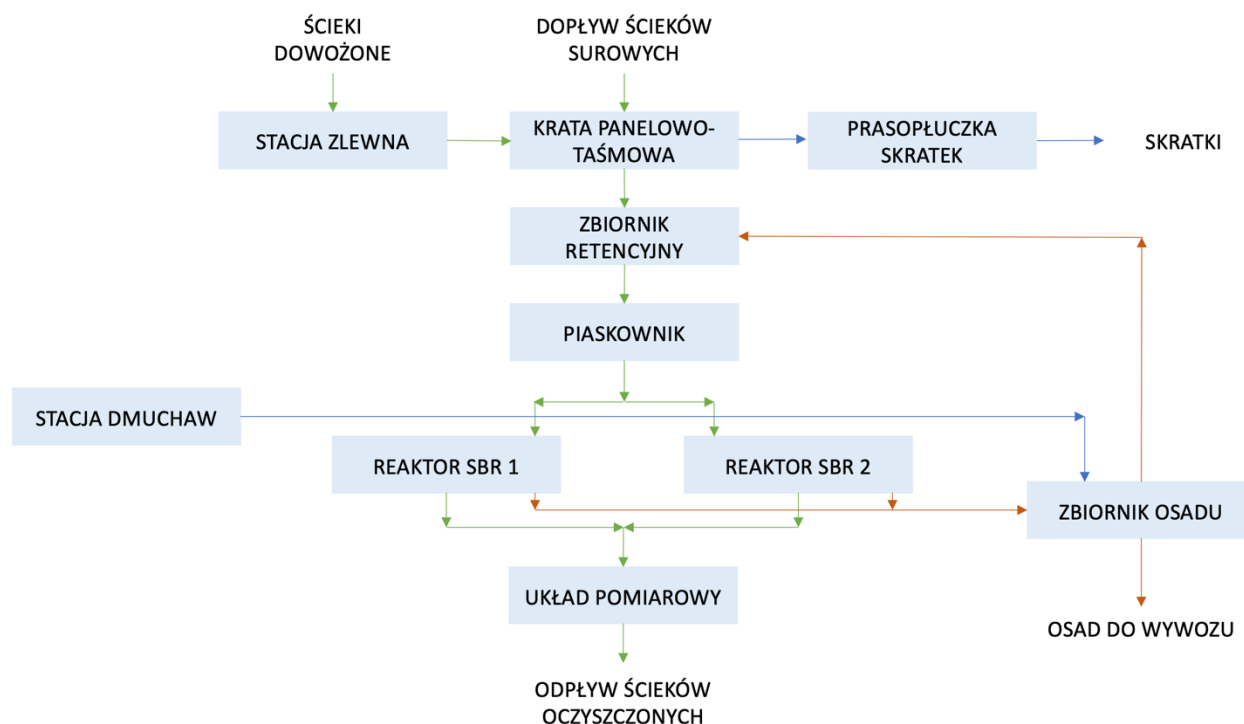 ŚCIEKI
DOWOŻONE
DOPŁYW ŚCIEKÓW
SUROWYCH
STACJA ZLEWNA
KRATA PANELOWO-
TAŚMOWA
PRASOPŁUCZKA
SKRATEK
SKRATKI
ZBIORNIK
RETENCYJNY
PIASKOWNIK
STACJA DMUCHAW
REAKTOR SBR 1
REAKTOR SBR 2
ZBIORNIK OSADU
UKŁAD POMIAROWY
OSAD DO WYWOZU
ODPŁYW ŚCIEKÓW
OCZYSZCZONYCH